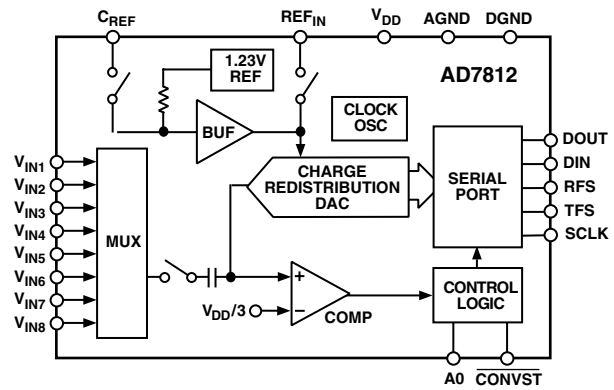 CREF
REFIN
VDD
AGND
DGND
1.23V
REF
AD7812
BUF
CLOCK
OSC
VIN1
VIN2
VIN3
VIN4
VIN5
VIN6
VIN7
VIN8
MUX
CHARGE
REDISTRIBUTION
DAC
SERIAL
PORT
DOUT
DIN
RFS
TFS
SCLK
+
−
VDD/3
COMP
CONTROL
LOGIC
A0
CONVST